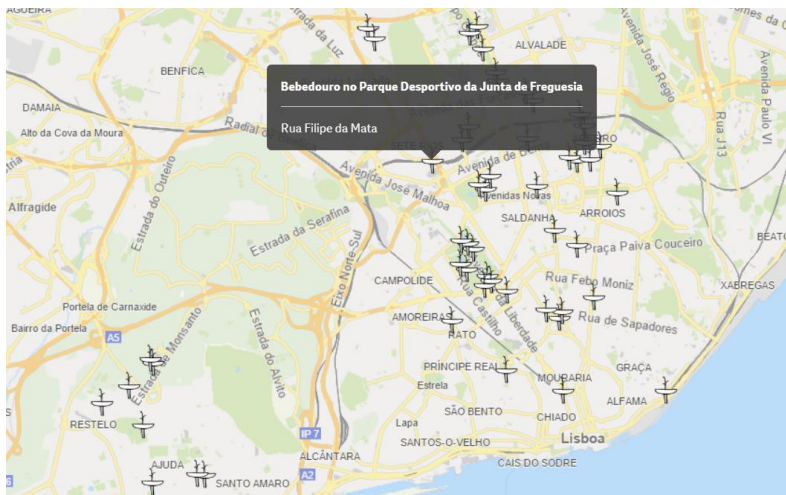 AGUEIRA
da Luz
ALVALADE
BENFICA
Avenida José Régio
Avenida Paulo VI
Bebedouro no Parque Desportivo da Junta de Freguesia
Rua Filipe da Mata
DAMAIA
Alto da Cova da Moura
Rua J13
Estrada do Outeiro
Avenida José Malhoa
Avenida de
Avenidas Novas
Alfragide
Estrada da Serafina
SALDANHA
ARROIOS
Praça Paiva Couceiro
BEATO
Eixo Norte-Sul
CAMPOLIDE
Rua Febo Moniz
XABREGAS
Portela de Carnaxide
Rua Castilho
da Liberdade
Bairro da Portela
A5
Estrada de Monsanto
Estrada do Alvito
AMOREIRAS
RATO
Rua de Sapadores
PRÍNCIPE REAL
GRAÇA
Estrela
MOURARIA
ALFAMA
RESTELO
IP 7
Lapa
SÃO BENTO
CHIADO
SANTOS-O-VELHO
Lisboa
ALCÂNTARA
CAIS DO SODRÉ
AJUDA
SANTO AMARO
A2